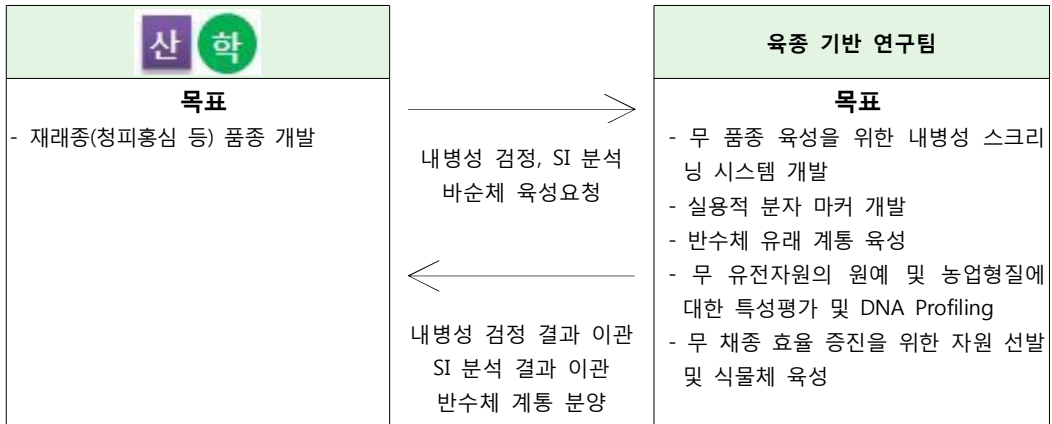 산 학
목표
- 재래종(청피홍심 등) 품종 개발
내병성 검정, SI 분석
바순체 육성요청
내병성 검정 결과 이관
SI 분석 결과 이관
반수체 계통 분양
육종 기반 연구팀
목표
- 무 품종 육성을 위한 내병성 스크리
닝 시스템 개발
- 실용적 분자 마커 개발
- 반수체 유래 계통 육성
- 무 유전자원의 원예 및 농업형질에
대한 특성평가 및 DNA Profiling
- 무 채종 효율 증진을 위한 자원 선발
및 식물체 육성